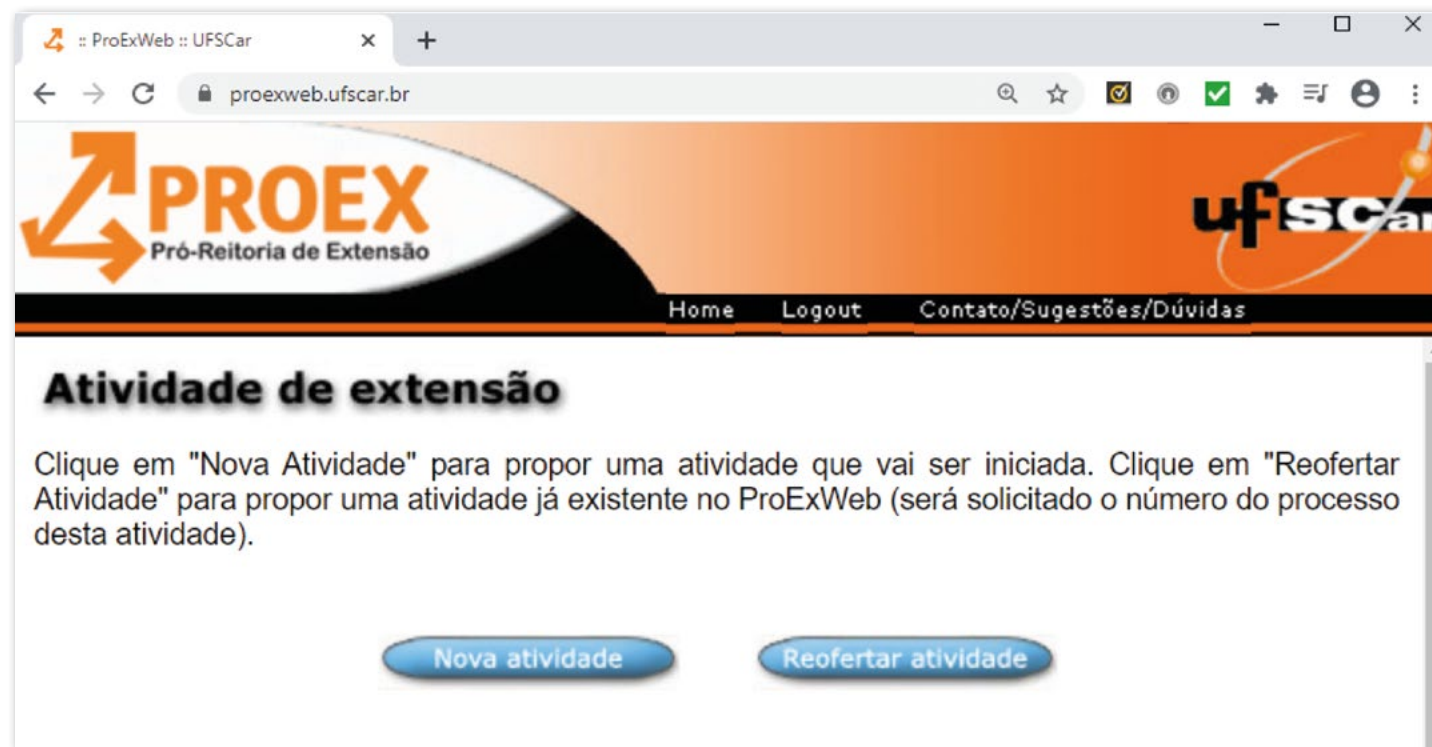 :: ProExWeb :: UFSCar
proexweb.ufscar.br
PROEX
Pró-Reitoria de Extensão
ufSCar
Home Logout Contato/Sugestões/Dúvidas
Atividade de extensão
Clique em "Nova Atividade" para propor uma atividade que vai ser iniciada. Clique em "Reofertar
Atividade" para propor uma atividade já existente no ProExWeb (será solicitado o número do processo
desta atividade).
Nova atividade Reofertar atividade